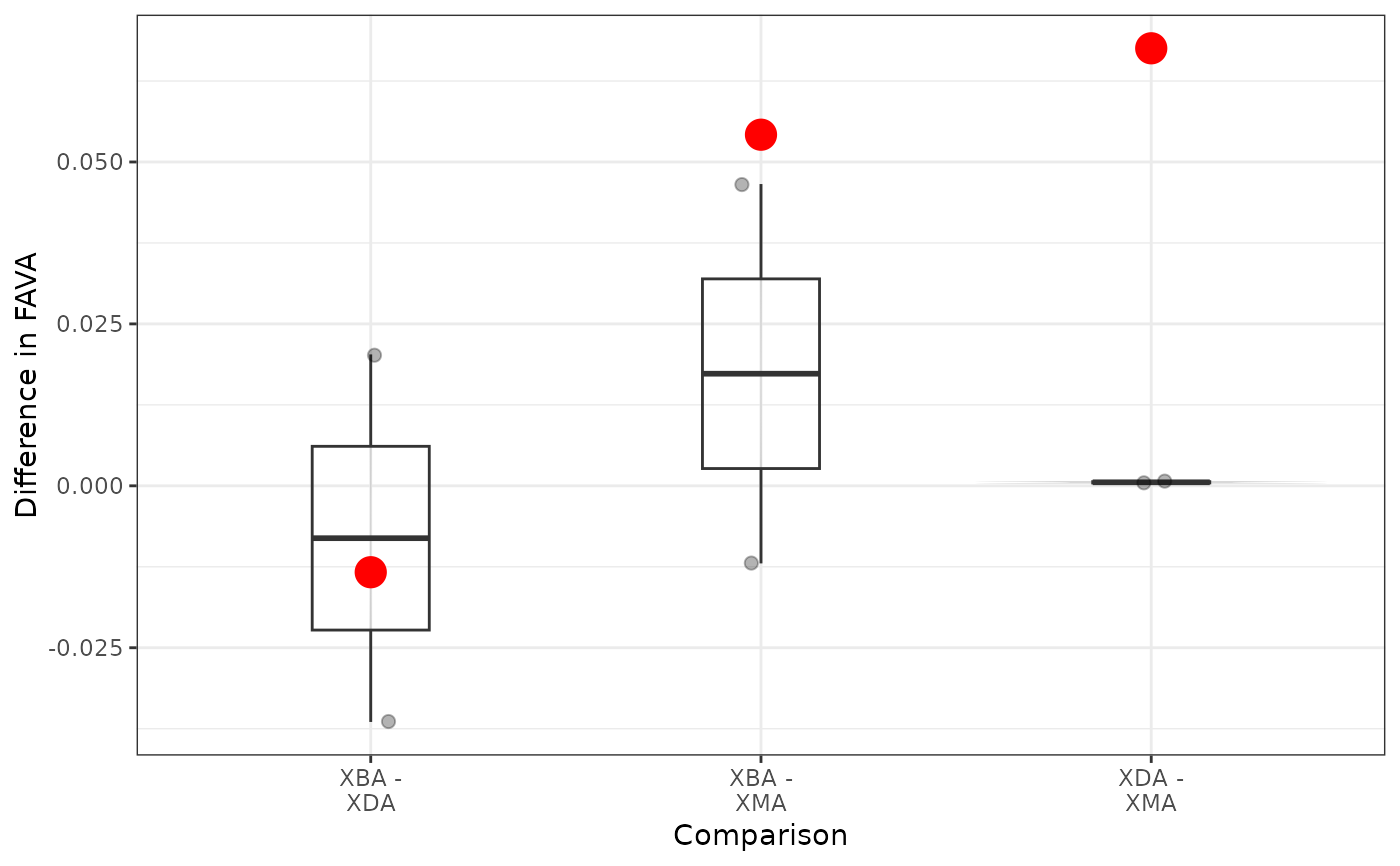 Difference in FAVA
0.050
0.025
0.000
-0.025
XBA -
XDA
XBA -
XMA
XDA -
XMA
Comparison